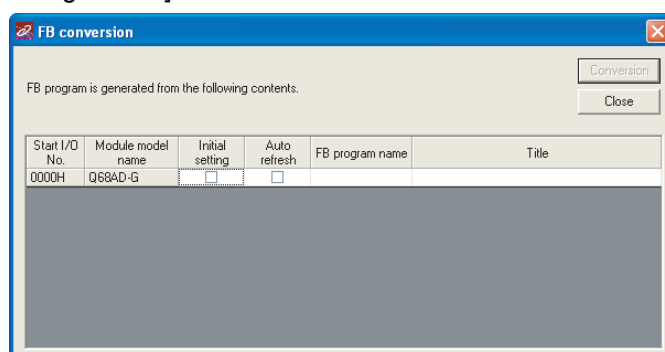 FB conversion
FB program is generated from the following contents.
Conversion
Close
Start I/O No.
Module model name
Initial setting
Auto refresh
FB program name
Title
0000H
Q68AD-G